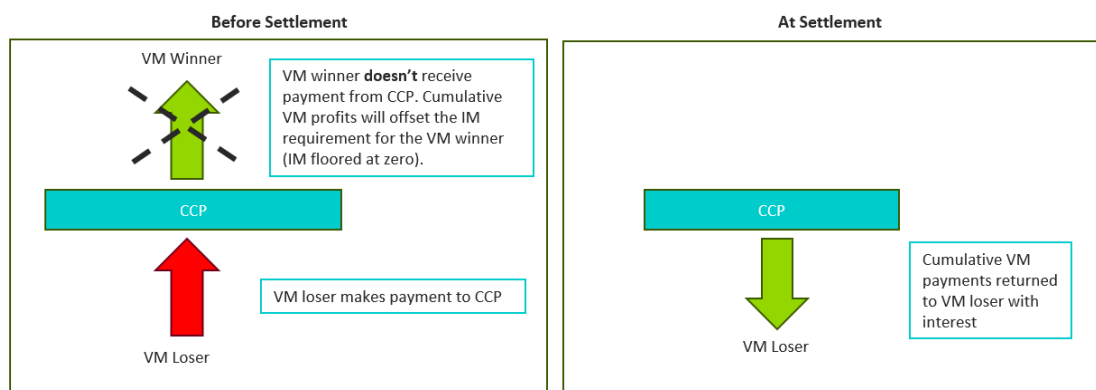 Before Settlement
VM Winner
VM winner doesn't receive
payment from CCP. Cumulative
VM profits will offset the IM
requirement for the VM winner
(IM floored at zero).
CCP
VM loser makes payment to CCP
VM Loser
At Settlement
CCP
Cumulative VM
payments returned
to VM loser with
interest
VM Loser